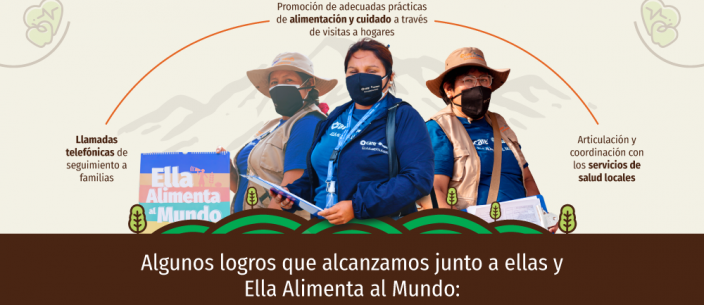 Promoción de adecuadas prácticas
de alimentación y cuidado a través
de visitas a hogares
Llamadas
telefónicas de
seguimiento a
familias
Articulación y
coordinación con
los servicios de
salud locales
care
Ella
Alimenta
al Mundo
Algunos logros que alcanzamos junto a ellas y
Ella Alimenta al Mundo: